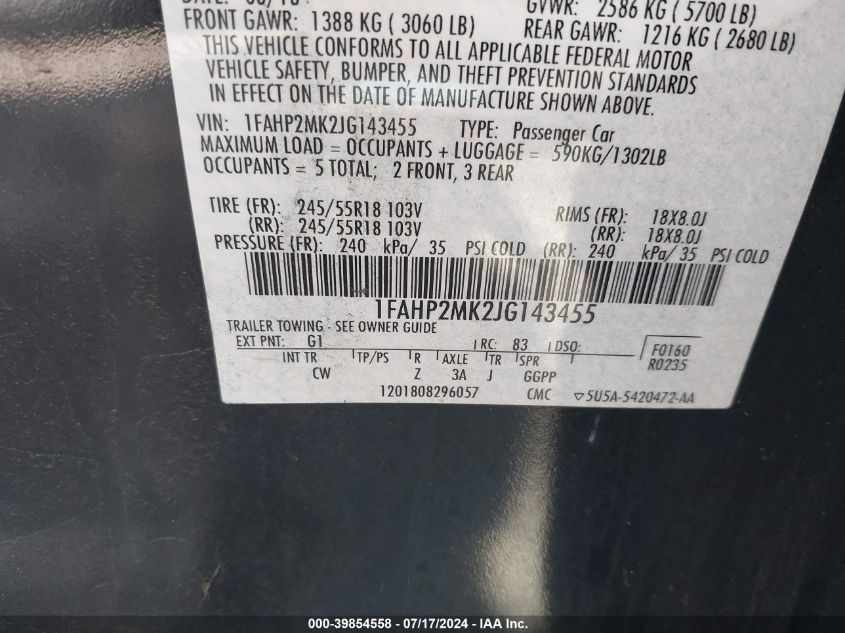 DATE:
GVWR: 2586 KG ( 5700 LB)
FRONT GAWR: 1388 KG ( 3060 LB) REAR GAWR: 1216 KG ( 2680 LB)
THIS VEHICLE CONFORMS TO ALL APPLICABLE FEDERAL MOTOR
VEHICLE SAFETY, BUMPER, AND THEFT PREVENTION STANDARDS
IN EFFECT ON THE DATE OF MANUFACTURE SHOWN ABOVE.
VIN: 1FAHP2MK2JG143455 TYPE: Passenger Car
MAXIMUM LOAD = OCCUPANTS + LUGGAGE = 590KG/1302LB
OCCUPANTS = 5 TOTAL; 2 FRONT, 3 REAR
TIRE (FR): 245/55R18 103V RIMS (FR): 18X8.0J
(RR): 245/55R18 103V (RR): 18X8.0J
PRESSURE (FR): 240 kPa/ 35 PSI COLD (RR): 240 kPa/ 35 PSI COLD
1FAHP2MK2JG143455
TRAILER TOWING - SEE OWNER GUIDE
EXT PNT: G1 RC: 83 DSO: F0160
R0235
INT TR TP/PS R AXLE TR SPR
CW Z 3A J GGPP
1201808296057 CMC ▽5U5A-5420472-AA
000-39854558 - 07/17/2024 - IAAI Inc.